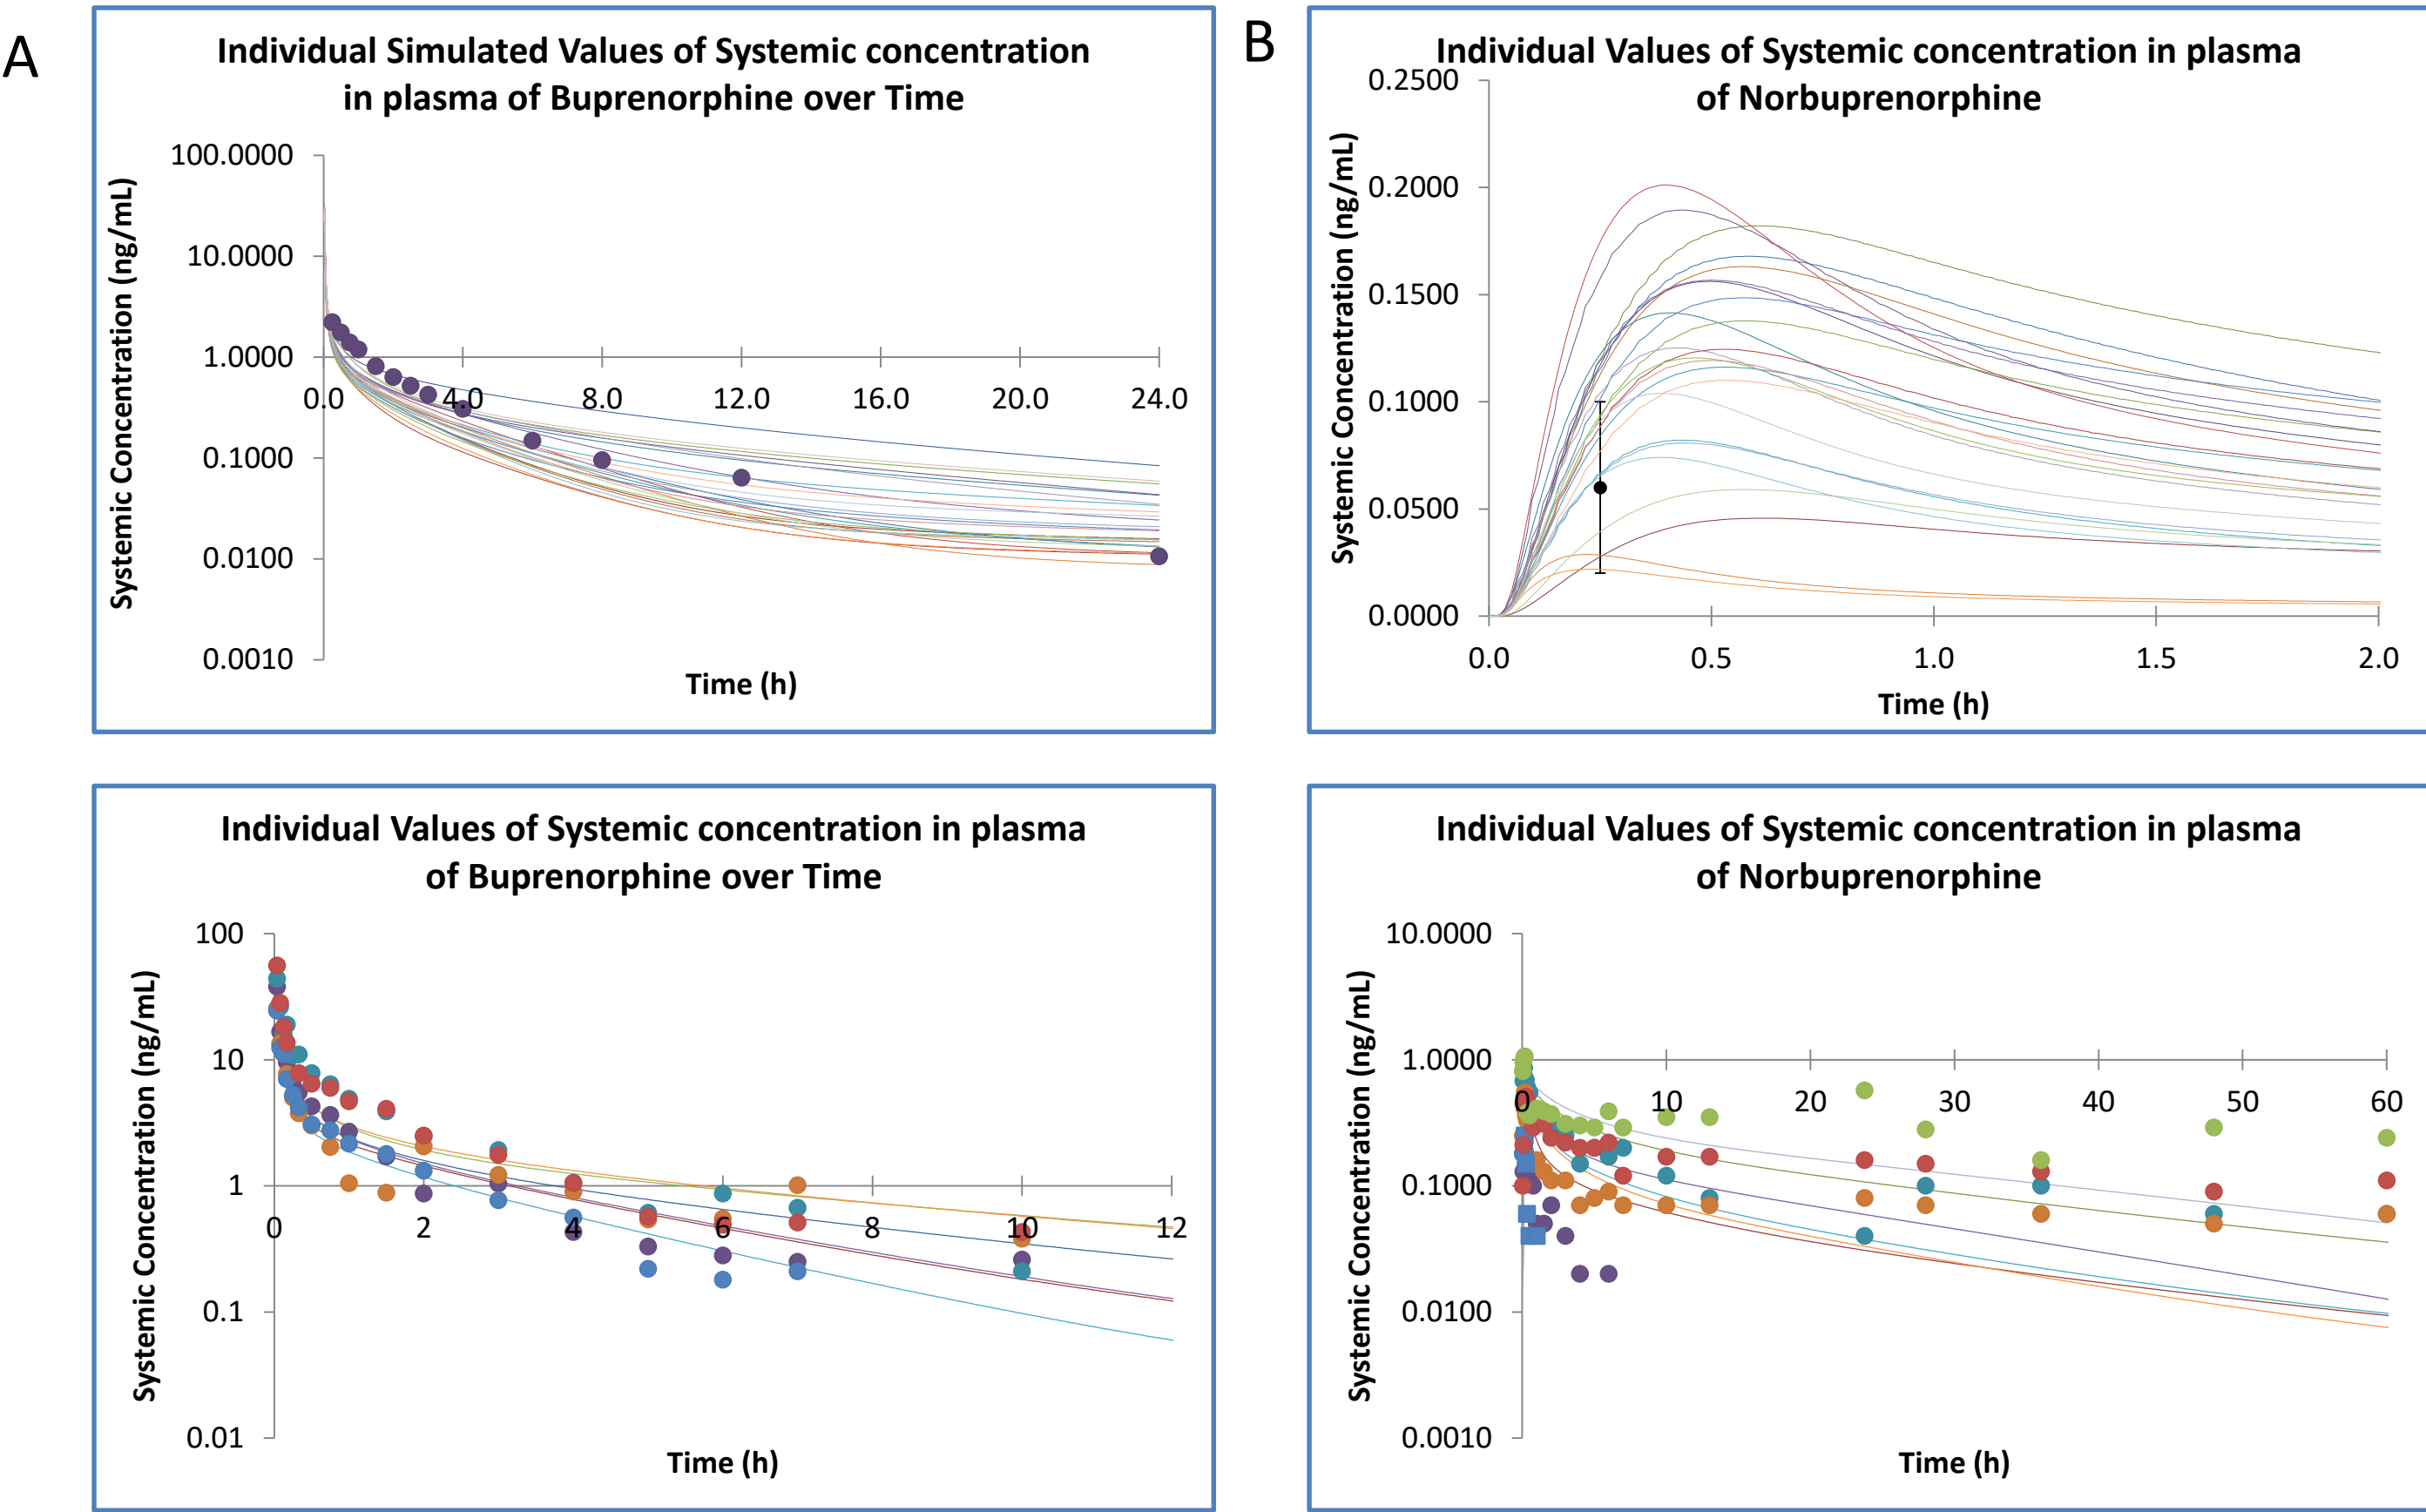 A
Individual Simulated Values of Systemic concentration
in plasma of Buprenorphine over Time
Systemic Concentration (ng/mL)
100.0000
10.0000
1.0000
0.1000
0.0100
0.0010
0.0
4.0
8.0
12.0
16.0
20.0
24.0
Time (h)
B
Individual Values of Systemic concentration in plasma
of Norbuprenorphine
Systemic Concentration (ng/mL)
0.2500
0.2000
0.1500
0.1000
0.0500
0.0000
0.0
0.5
1.0
1.5
2.0
Time (h)
Individual Values of Systemic concentration in plasma
of Buprenorphine over Time
Systemic Concentration (ng/mL)
100
10
1
0.1
0.01
0
2
4
6
8
10
12
Time (h)
Individual Values of Systemic concentration in plasma
of Norbuprenorphine
Systemic Concentration (ng/mL)
10.0000
1.0000
0.1000
0.0100
0.0010
0
10
20
30
40
50
60
Time (h)